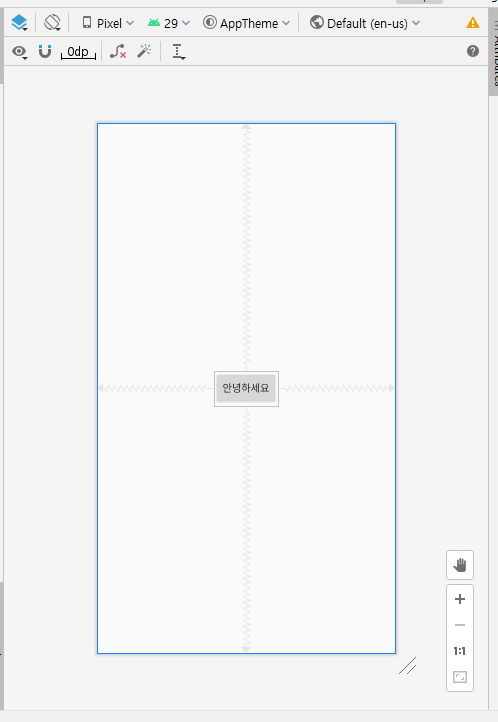 Pixel 29 AppTheme Default (en-us)
0dp
안녕하세요
1:1